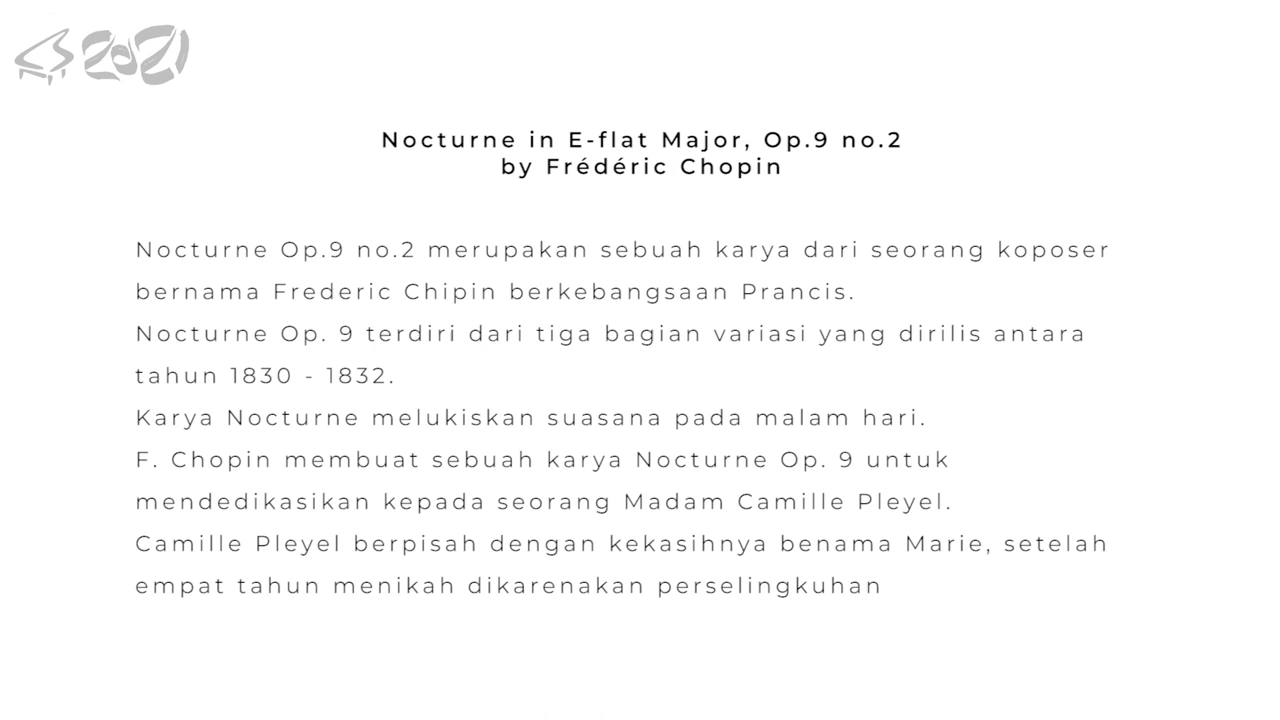 2021
Nocturne in E-flat Major, Op.9 no.2
by Frédéric Chopin
Nocturne Op.9 no.2 merupakan sebuah karya dari seorang koposer
bernama Frederic Chipin berkebangsaan Prancis.
Nocturne Op. 9 terdiri dari tiga bagian variasi yang dirilis antara
tahun 1830 - 1832.
Karya Nocturne melukiskan suasana pada malam hari.
F. Chopin membuat sebuah karya Nocturne Op. 9 untuk
mendedikasikan kepada seorang Madam Camille Pleyel.
Camille Pleyel berpisah dengan kekasihnya benama Marie, setelah
empat tahun menikah dikarenakan perselingkuhan